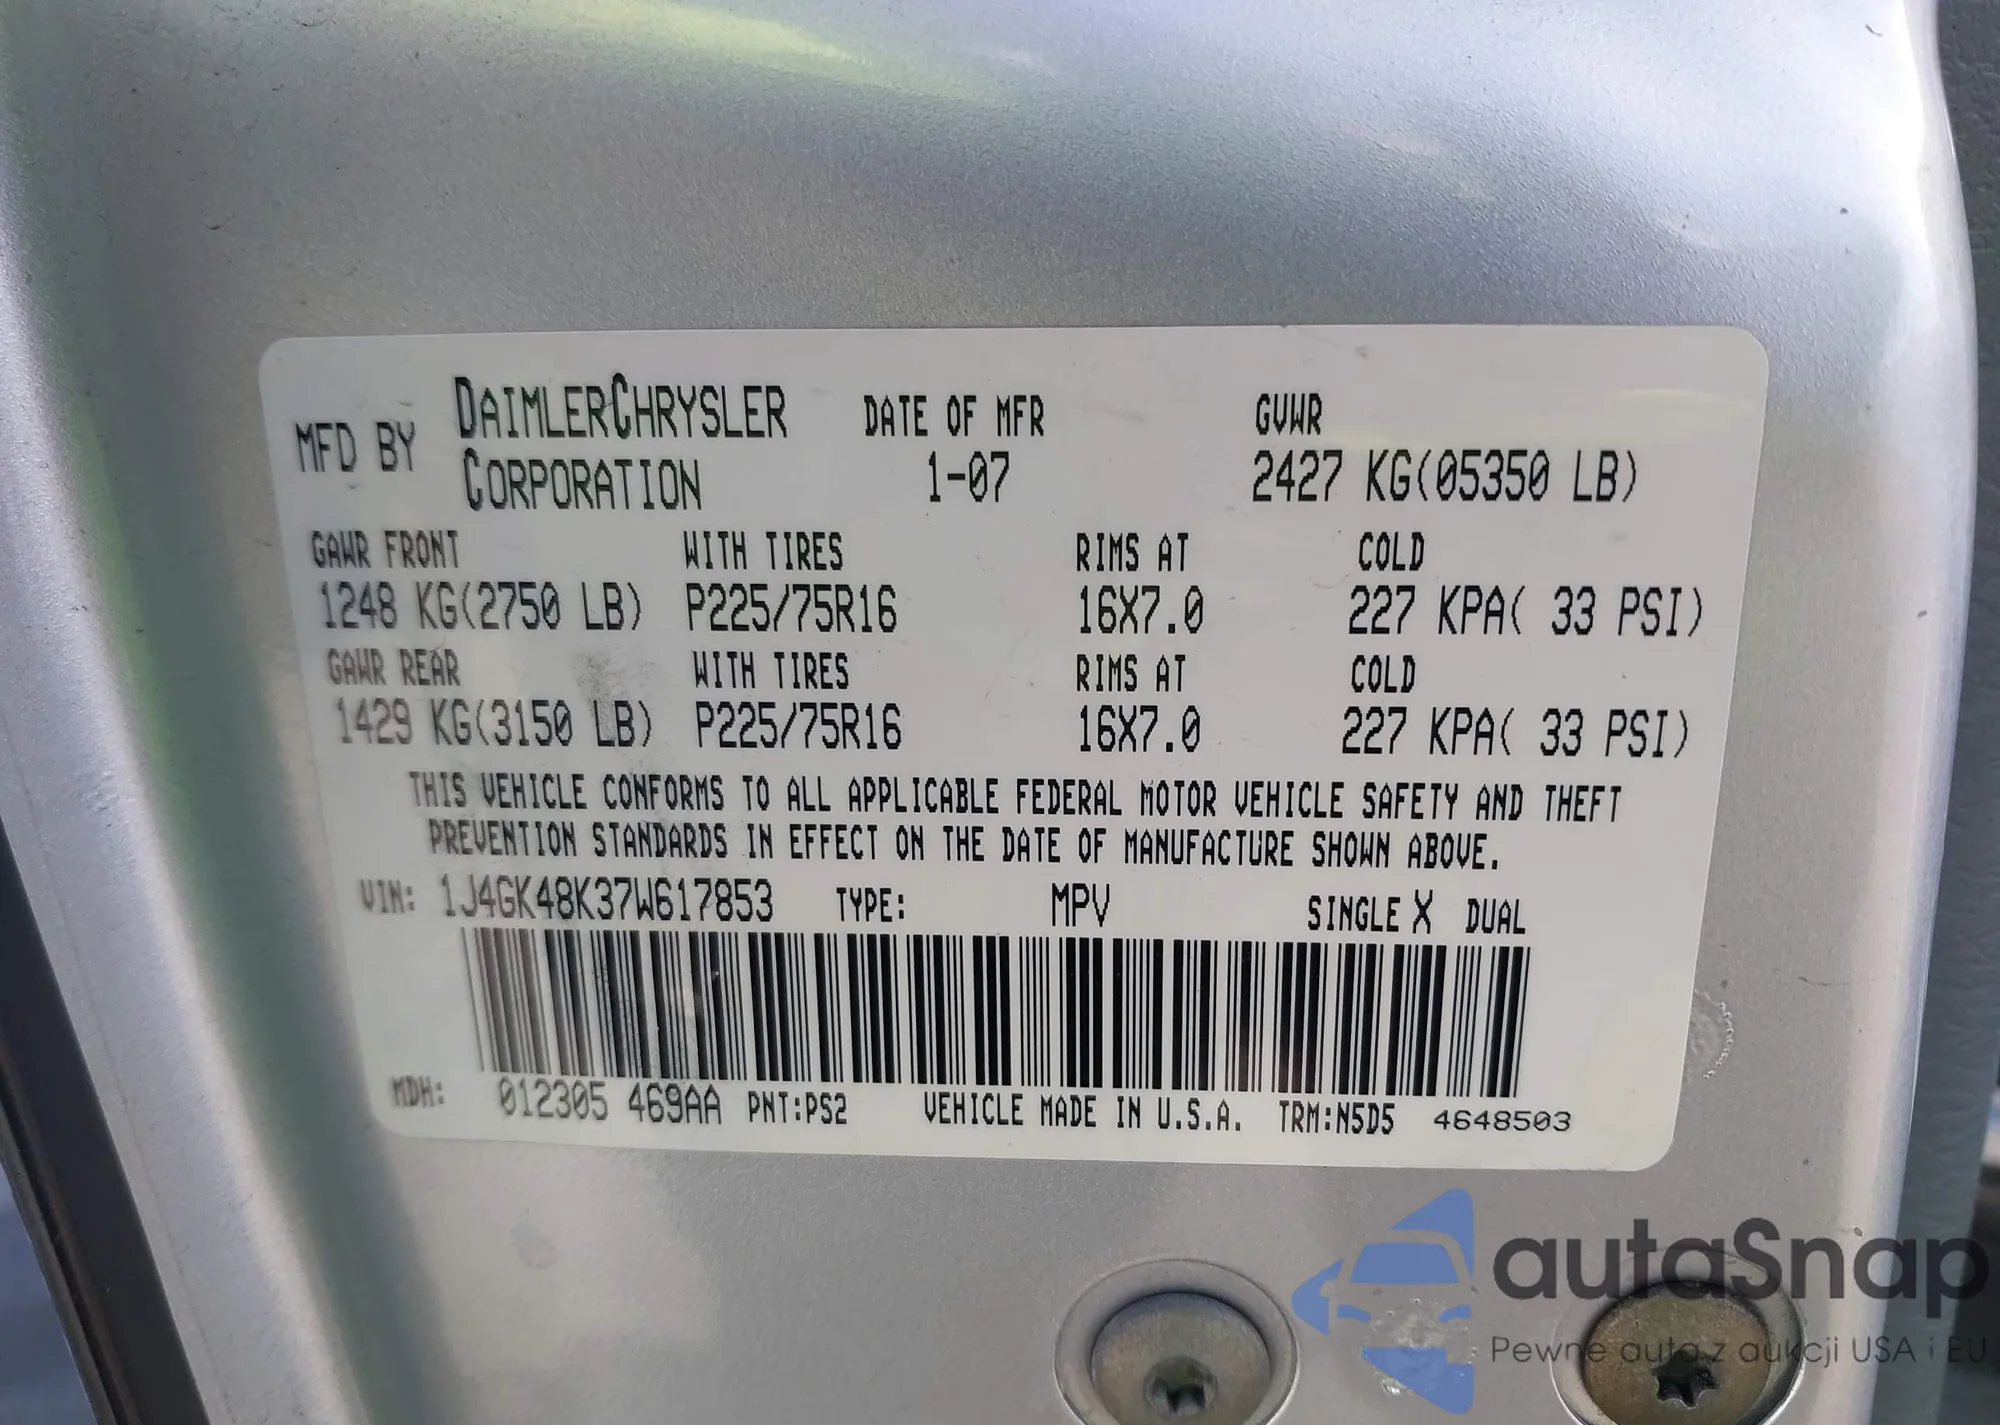 MFD BY DAIMLERCHRYSLER CORPORATION DATE OF MFR 1-07 GVWR 2427 KG(05350 LB)
GAWR FRONT WITH TIRES RIMS AT COLD
1248 KG(2750 LB) P225/75R16 16X7.0 227 KPA( 33 PSI)
GAWR REAR WITH TIRES RIMS AT COLD
1429 KG(3150 LB) P225/75R16 16X7.0 227 KPA( 33 PSI)
THIS VEHICLE CONFORMS TO ALL APPLICABLE FEDERAL MOTOR VEHICLE SAFETY AND THEFT
PREVENTION STANDARDS IN EFFECT ON THE DATE OF MANUFACTURE SHOWN ABOVE.
VIN: 1J4GK48K37W617853 TYPE: MPV SINGLE X DUAL
MDH: 012305 469AA PNT:PS2 VEHICLE MADE IN U.S.A. TRM:N5D5 4648503
autaSnap
Pewne auta z aukcji USA i EU